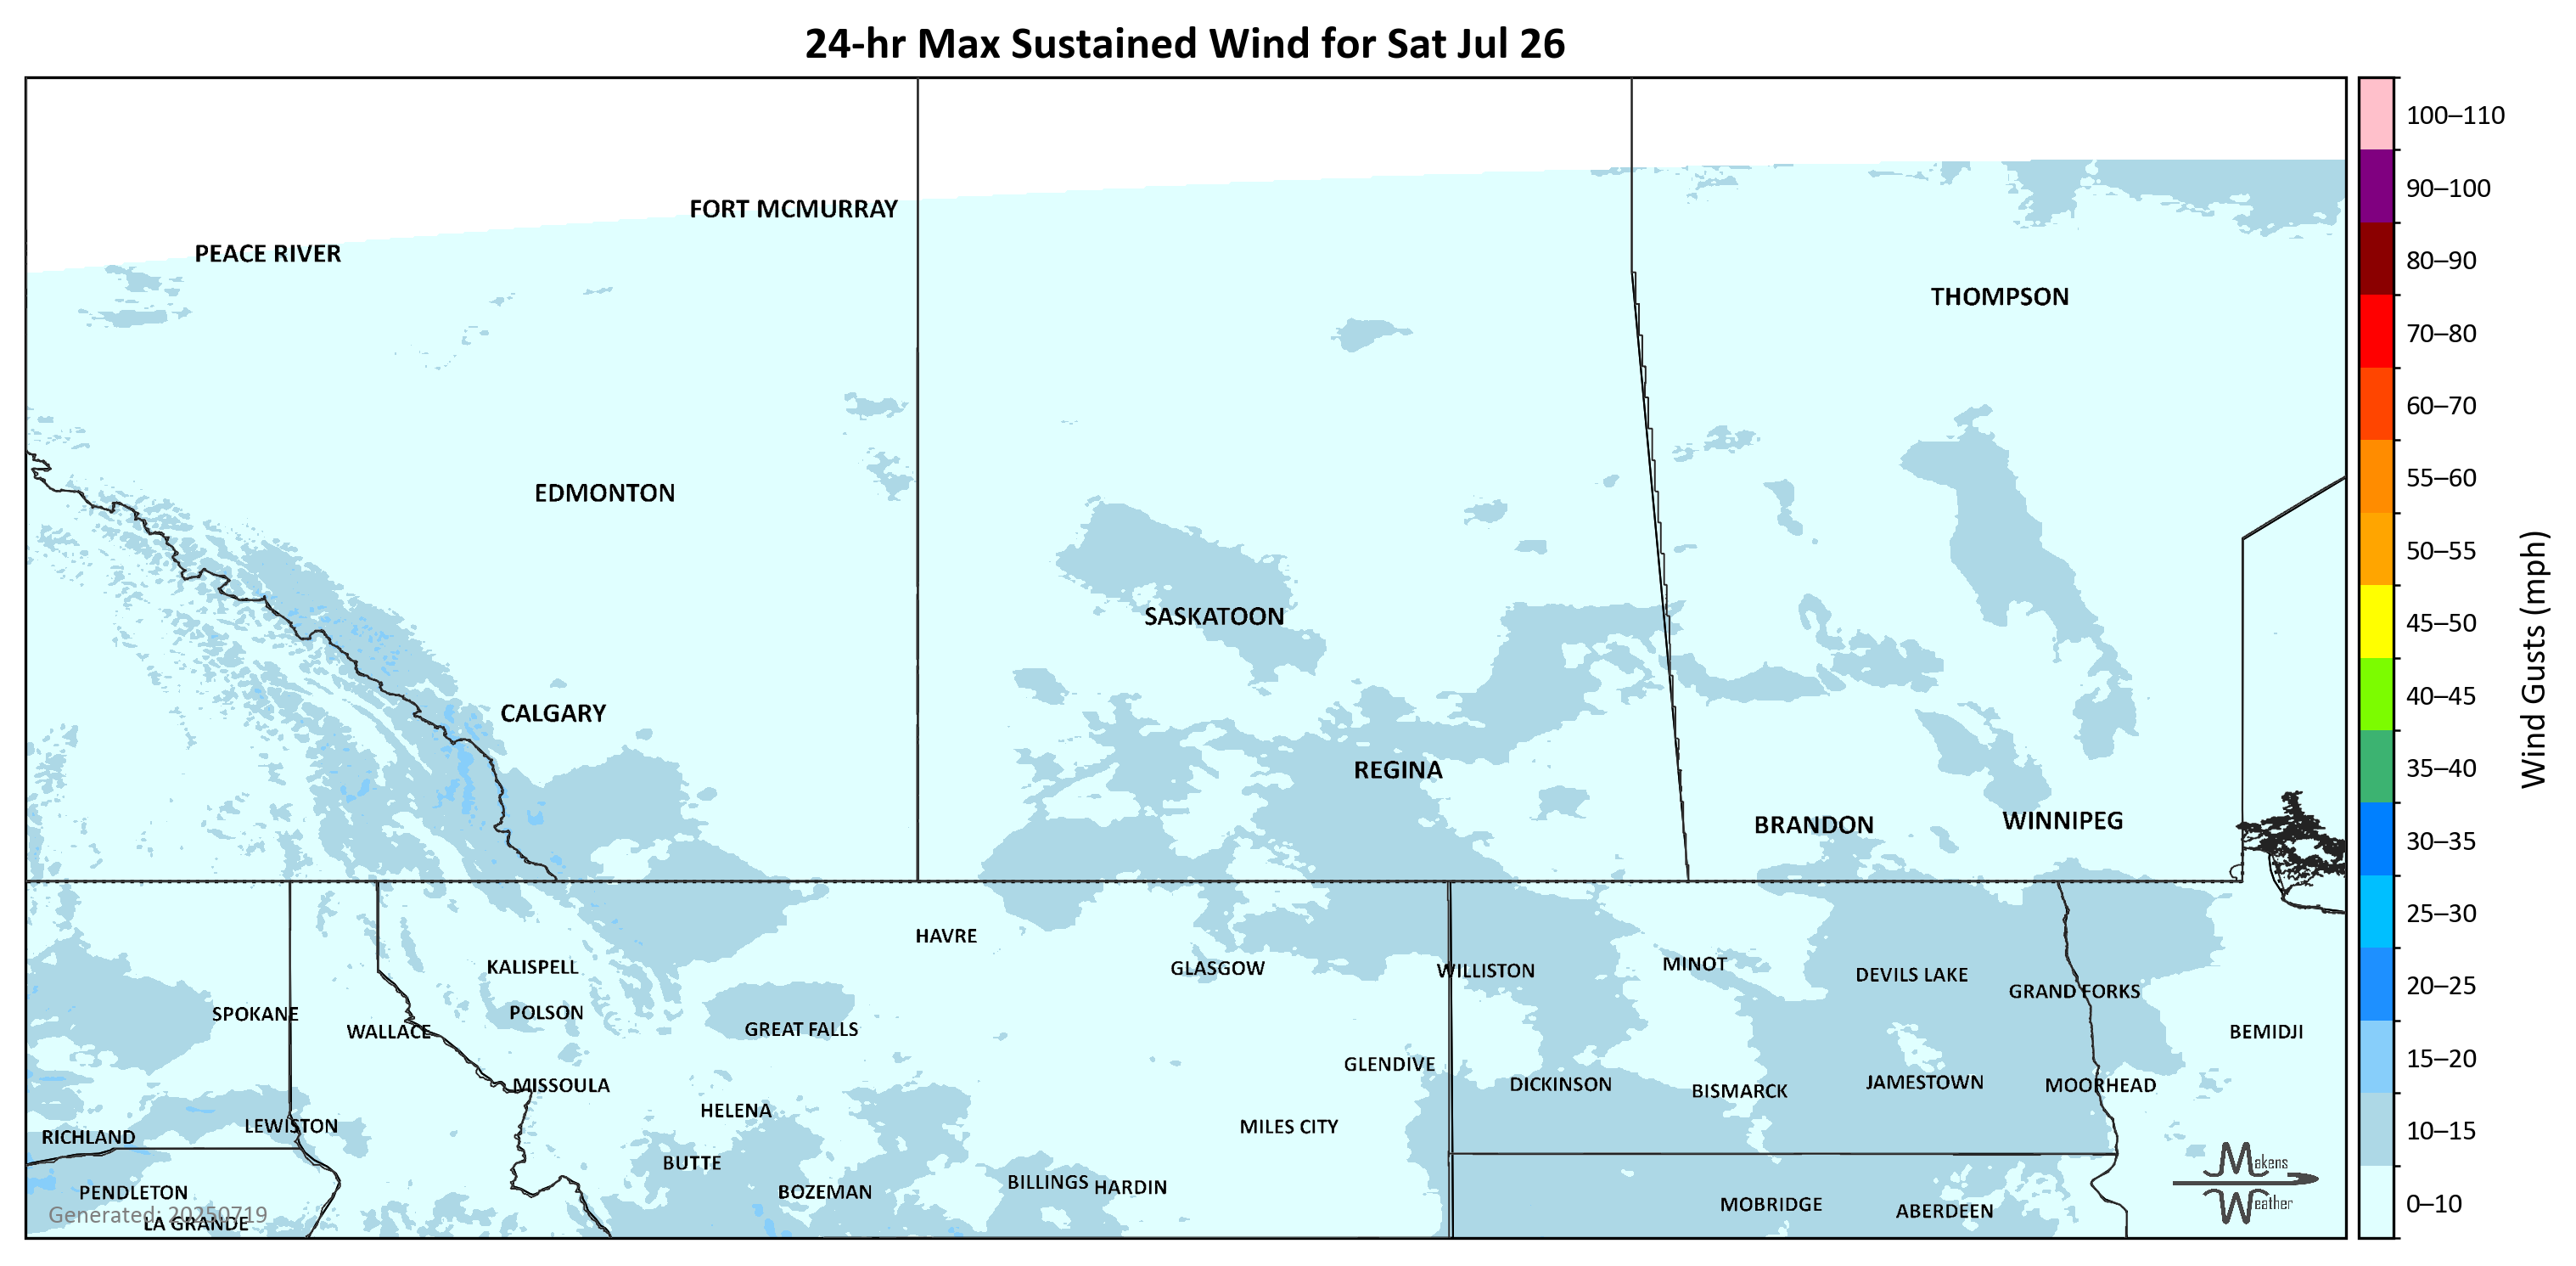 24-hr Max Sustained Wind for Sat Jul 26
100–110
90–100
80–90
70–80
60–70
55–60
50–55
45–50
40–45
35–40
30–35
25–30
20–25
15–20
10–15
0–10
Wind Gusts (mph)
FORT MCMURRAY
PEACE RIVER
THOMPSON
EDMONTON
SASKATOON
CALGARY
REGINA
BRANDON
WINNIPEG
HAVRE
KALISPELL
GLASGOW
WILLISTON
MINOT
DEVILS LAKE
GRAND FORKS
SPOKANE
POLSON
WALLACE
GREAT FALLS
BEMIDJI
GLENDIVE
MISSOULA
DICKINSON
BISMARCK
JAMESTOWN
MOORHEAD
HELENA
LEWISTON
MILES CITY
RICHLAND
BUTTE
BILLINGS
HARDIN
PENDLETON
BOZEMAN
MOBRIDGE
ABERDEEN
Generated: 20250719
LA GRANDE
Makens
Weather